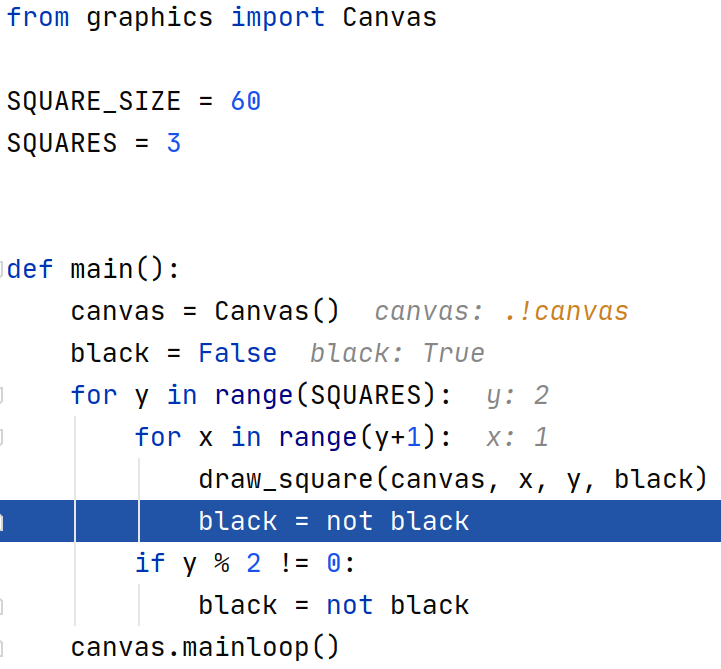 from graphics import Canvas
SQUARE_SIZE = 60
SQUARES = 3
def main():
canvas = Canvas() canvas: .!canvas
black = False black: True
for y in range(SQUARES): y: 2
for x in range(y+1): x: 1
draw_square(canvas, x, y, black)
black = not black
if y % 2 != 0:
black = not black
canvas.mainloop()